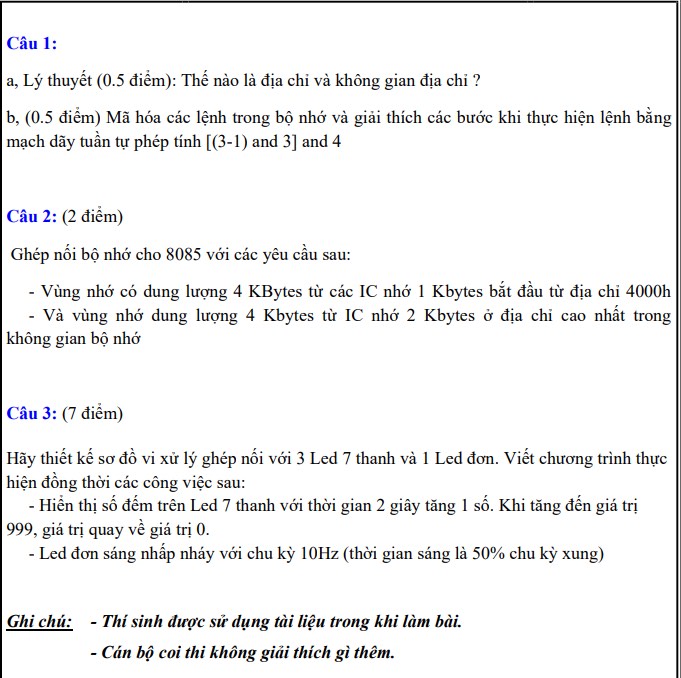 Câu 1:
a, Lý thuyết (0.5 điểm): Thế nào là địa chỉ và không gian địa chỉ ?
b, (0.5 điểm) Mã hóa các lệnh trong bộ nhớ và giải thích các bước khi thực hiện lệnh bằng
mạch dãy tuần tự phép tính [(3-1) and 3] and 4
Câu 2: (2 điểm)
Ghép nối bộ nhớ cho 8085 với các yêu cầu sau:
- Vùng nhớ có dung lượng 4 KBytes từ các IC nhớ 1 Kbytes bắt đầu từ địa chỉ 4000h
- Và vùng nhớ dung lượng 4 Kbytes từ IC nhớ 2 Kbytes ở địa chỉ cao nhất trong
không gian bộ nhớ
Câu 3: (7 điểm)
Hãy thiết kế sơ đồ vi xử lý ghép nối với 3 Led 7 thanh và 1 Led đơn. Viết chương trình thực
hiện đồng thời các công việc sau:
- Hiển thị số đếm trên Led 7 thanh với thời gian 2 giây tăng 1 số. Khi tăng đến giá trị
999, giá trị quay về giá trị 0.
- Led đơn sáng nhấp nháy với chu kỳ 10Hz (thời gian sáng là 50% chu kỳ xung)
Ghi chú: - Thí sinh được sử dụng tài liệu trong khi làm bài.
- Cán bộ coi thi không giải thích gì thêm.